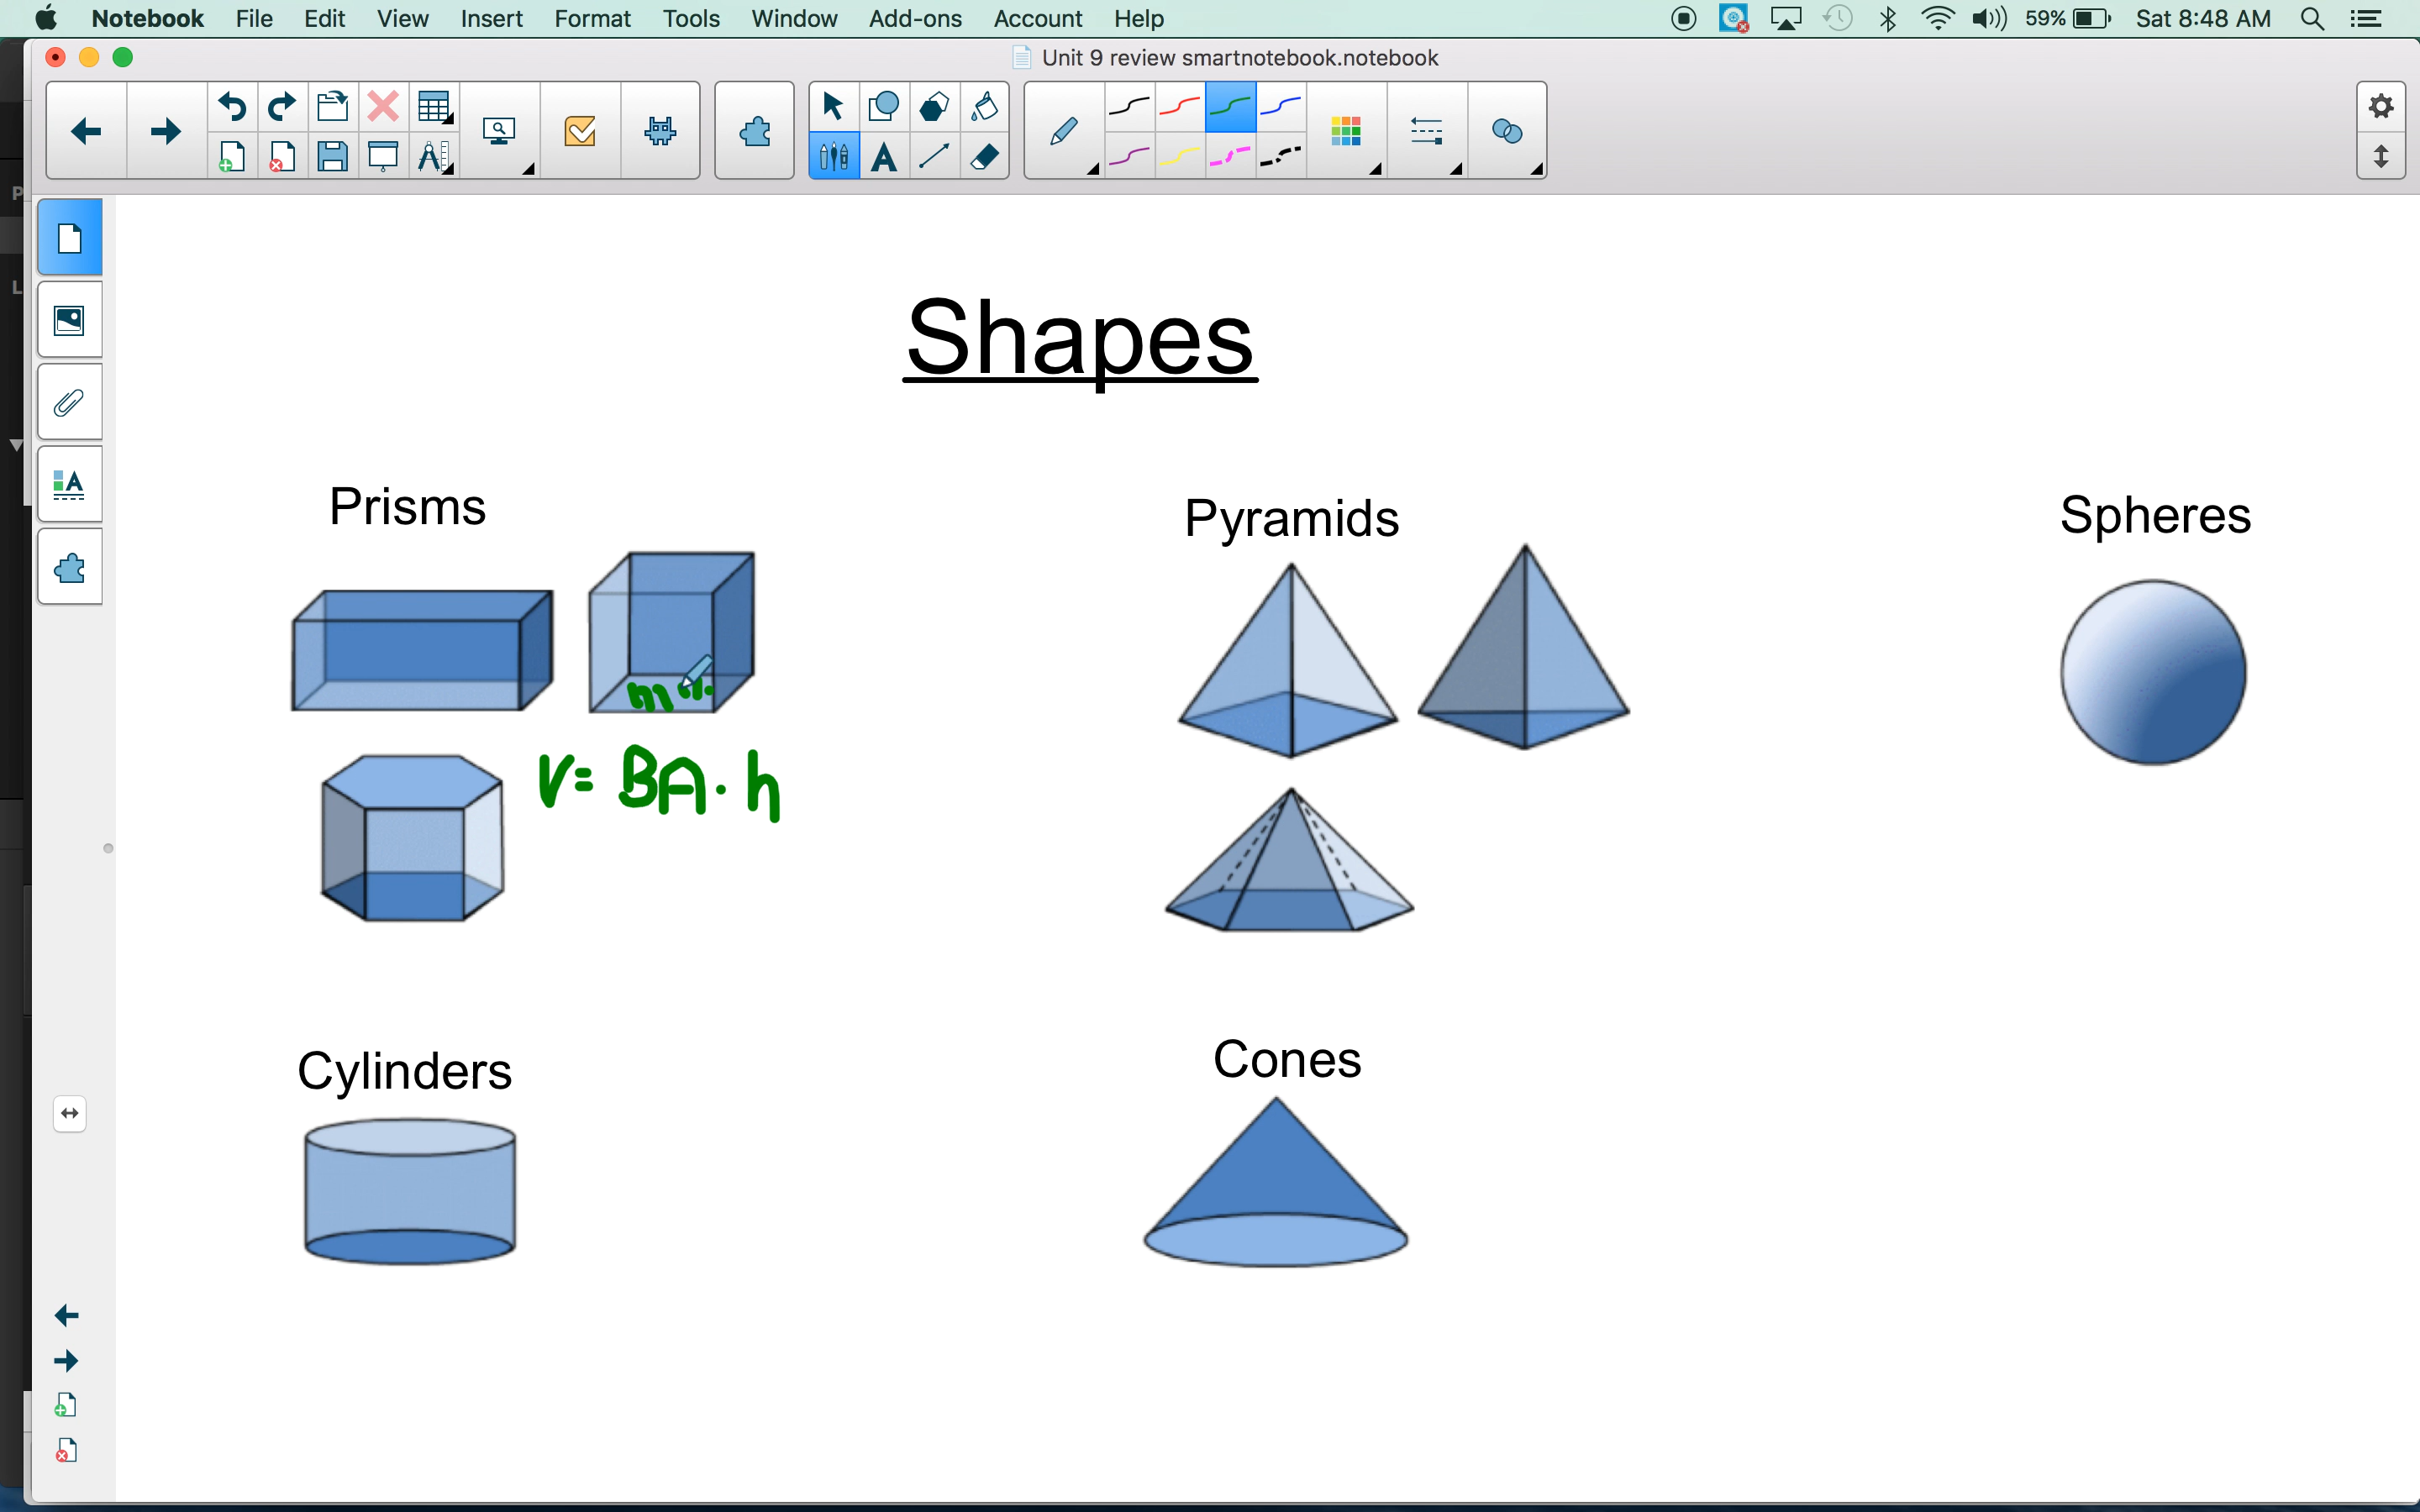 Notebook File Edit View Insert Format Tools Window Add-ons Account Help 59% Sat 8:48 AM
Unit 9 review smartnotebook.notebook
Shapes
Prisms
Pyramids
Spheres
V= BA · h
Cylinders
Cones